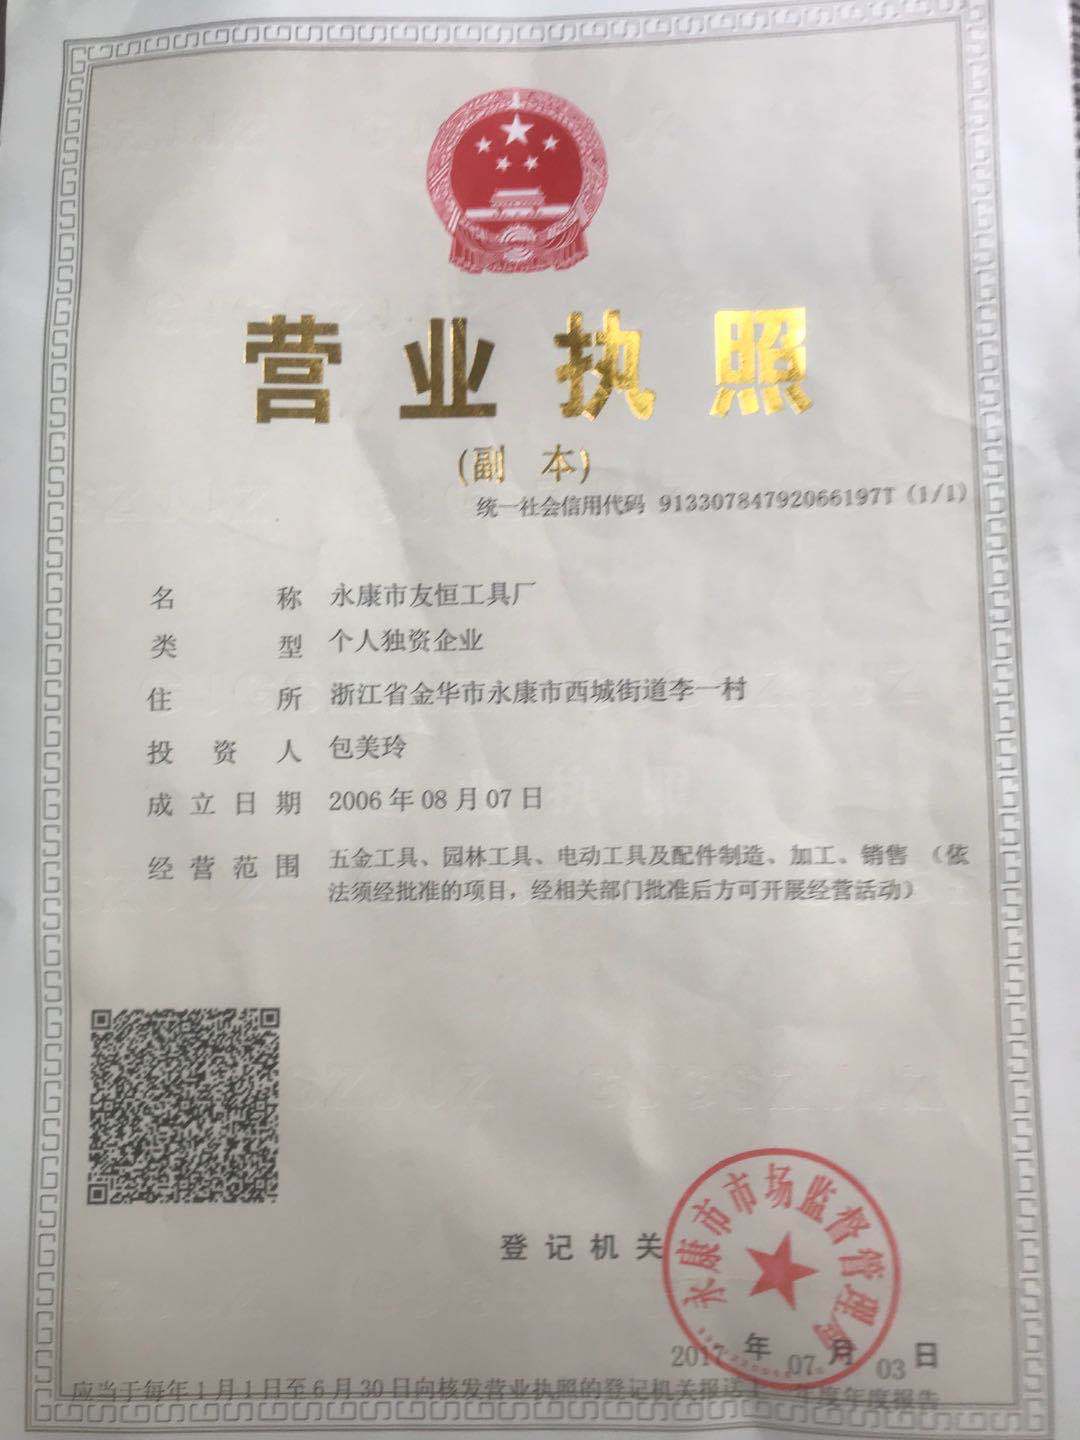 营业执照
(副 本)
统一社会信用代码 91330784792066197T (1/1)
名称 永康市友恒工具厂
类型 个人独资企业
住所 浙江省金华市永康市西城街道李一村
投资人 包美玲
成立日期 2006年08月07日
经营范围 五金工具、园林工具、电动工具及配件制造、加工、销售（依
法须经批准的项目，经相关部门批准后方可开展经营活动）
登记机关
永康市市场监督管理局
2017年07月03日
应当于每年1月1日至6月30日向核发营业执照的登记机关报送上一年度年度报告